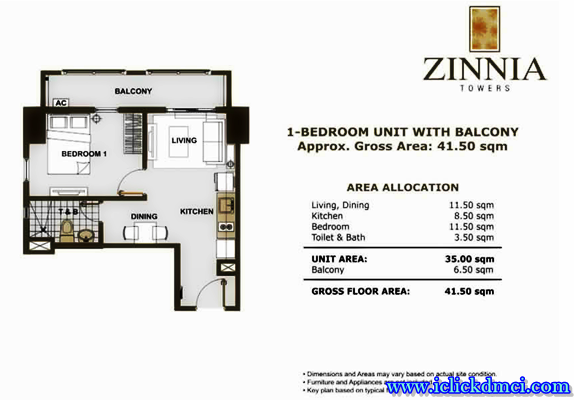 ZINNIA
TOWERS
1-BEDROOM UNIT WITH BALCONY
Approx. Gross Area: 41.50 sqm
AREA ALLOCATION
Living, Dining 11.50 sqm
Kitchen 8.50 sqm
Bedroom 11.50 sqm
Toilet & Bath 3.50 sqm
UNIT AREA: 35.00 sqm
Balcony 6.50 sqm
GROSS FLOOR AREA: 41.50 sqm
BALCONY
AC
BEDROOM 1
LIVING
T & B
DINING
KITCHEN
• Dimensions and Areas may vary based on actual site condition.
• Furniture and Appliances are not included
• Key plan based on typical
www.iclickdmci.com